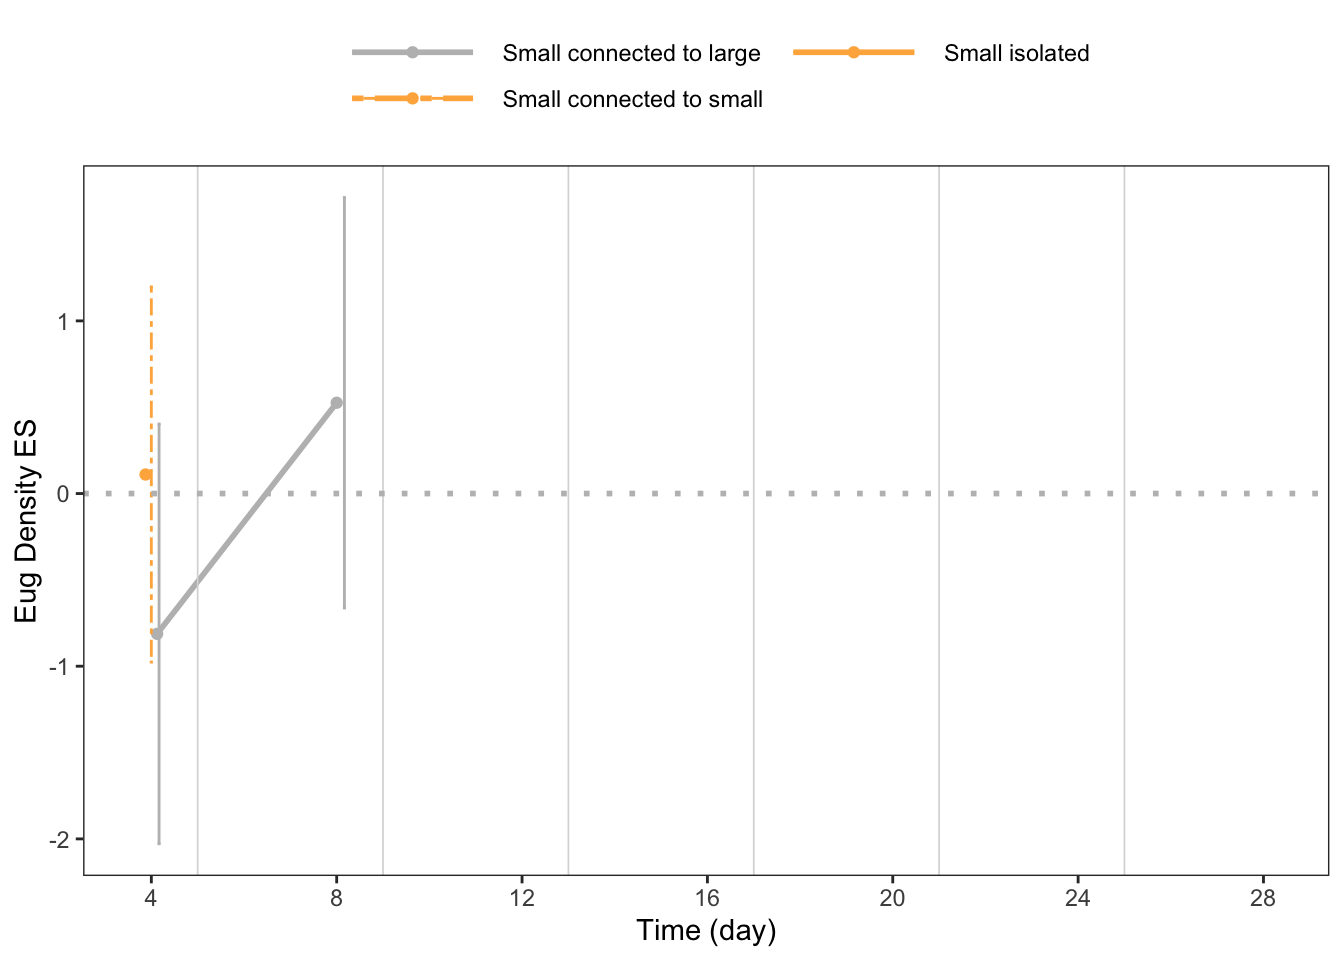 Small connected to large
Small isolated
Small connected to small
Eug Density ES
1
0
-1
-2
4 8 12 16 20 24 28
Time (day)